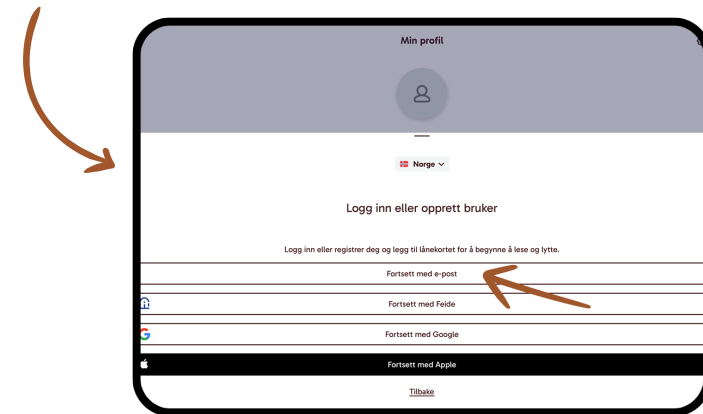 Min profil
Norge
Logg inn eller opprett bruker
Logg inn eller registrer deg og legg til lånekortet for å begynne å lese og lytte.
Fortsett med e-post
Fortsett med Feide
Fortsett med Google
Fortsett med Apple
Tilbake